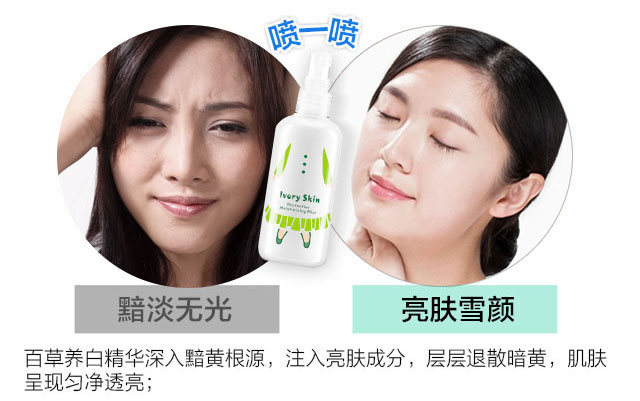 喷一喷
Ivory Skin
Moisturizing Mist
黯淡无光
亮肤雪颜
百草养白精华深入黯黄根源，注入亮肤成分，层层退散暗黄，肌肤
呈现匀净透亮；